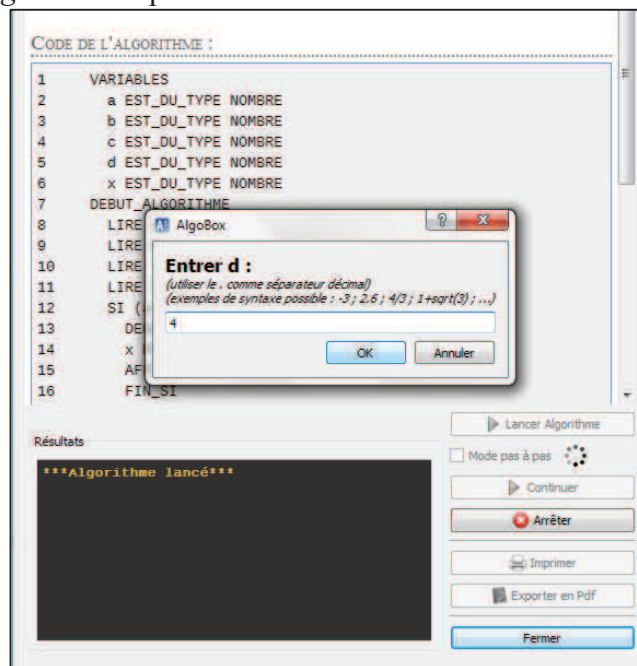 CODE DE L'ALGORITHME :
1 VARIABLES
2 a EST_DU_TYPE NOMBRE
3 b EST_DU_TYPE NOMBRE
4 c EST_DU_TYPE NOMBRE
5 d EST_DU_TYPE NOMBRE
6 x EST_DU_TYPE NOMBRE
7 DEBUT_ALGORITHME
8 LIRE
9 LIRE
10 LIRE
11 LIRE
12 SI (
13 DE
14 x
15 AF
16 FIN_SI
AlgoBox
Entrer d :
(utiliser le . comme séparateur décimal)
(exemples de syntaxe possible : -3 ; 2.6 ; 4/3 ; 1+sqrt(3) ; ...)
4
OK Annuler
Lancer Algorithme
Résultats
Mode pas à pas
***Algorithme lancé***
Continuer
Arrêter
Imprimer
Exporter en Pdf
Fermer